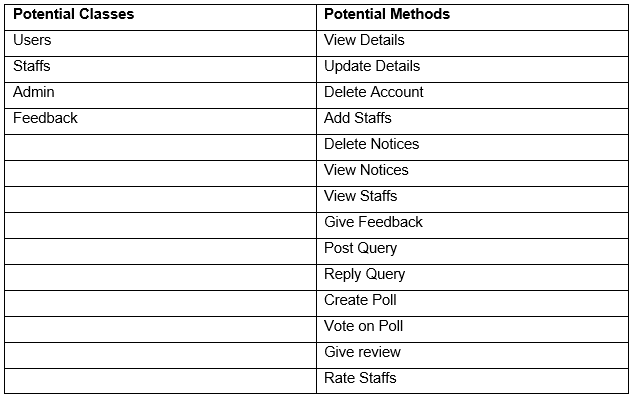 Potential Classes Potential Methods
Users View Details
Staffs Update Details
Admin Delete Account
Feedback Add Staffs
Delete Notices
View Notices
View Staffs
Give Feedback
Post Query
Reply Query
Create Poll
Vote on Poll
Give review
Rate Staffs